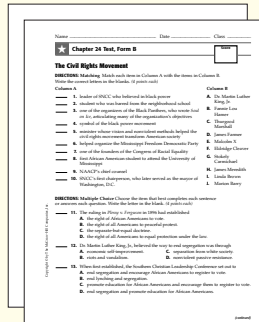 Name Date Class
★ Chapter 24 Test, Form B
SCORE
The Civil Rights Movement
DIRECTIONS: Matching Match each item in Column A with the items in Column B.
Write the correct letters in the blanks. (4 points each)
Column A
1. leader of SNCC who believed in black power
2. student who was barred from the neighborhood school
3. one of the organizers of the Black Panthers, who wrote Soul
on Ice, articulating many of the organization's objectives
4. symbol of the black power movement
5. minister whose vision and nonviolent methods helped the
civil rights movement transform American society
6. helped organize the Mississippi Freedom Democratic Party
7. one of the founders of the Congress of Racial Equality
8. first African American student to attend the University of
Mississippi
9. NAACP's chief counsel
10. SNCC's first chairperson, who later served as the mayor of
Washington, D.C.
Column B
A. Dr. Martin Luther
King, Jr.
B. Fannie Lou
Hamer
C. Thurgood
Marshall
D. James Farmer
E. Malcolm X
F. Eldridge Cleaver
G. Stokely
Carmichael
H. James Meredith
I. Linda Brown
J. Marion Barry
DIRECTIONS: Multiple Choice Choose the item that best completes each sentence
or answers each question. Write the letter in the blank. (4 points each)
11. The ruling in Plessy v. Ferguson in 1896 had established
A. the right of African Americans to vote.
B. the right of all Americans to peaceful protest.
C. the separate-but-equal doctrine.
D. the right of all Americans to equal protection under the law.
12. Dr. Martin Luther King, Jr., believed the way to end segregation was through
A. economic self-improvement. C. separation from white society.
B. riots and vandalism. D. nonviolent passive resistance.
13. When first established, the Southern Christian Leadership Conference set out to
A. end segregation and encourage African Americans to register to vote.
B. end lynching and segregation.
C. promote education for African Americans and encourage them to register to vote.
D. end segregation and promote education for African Americans.
(continued)